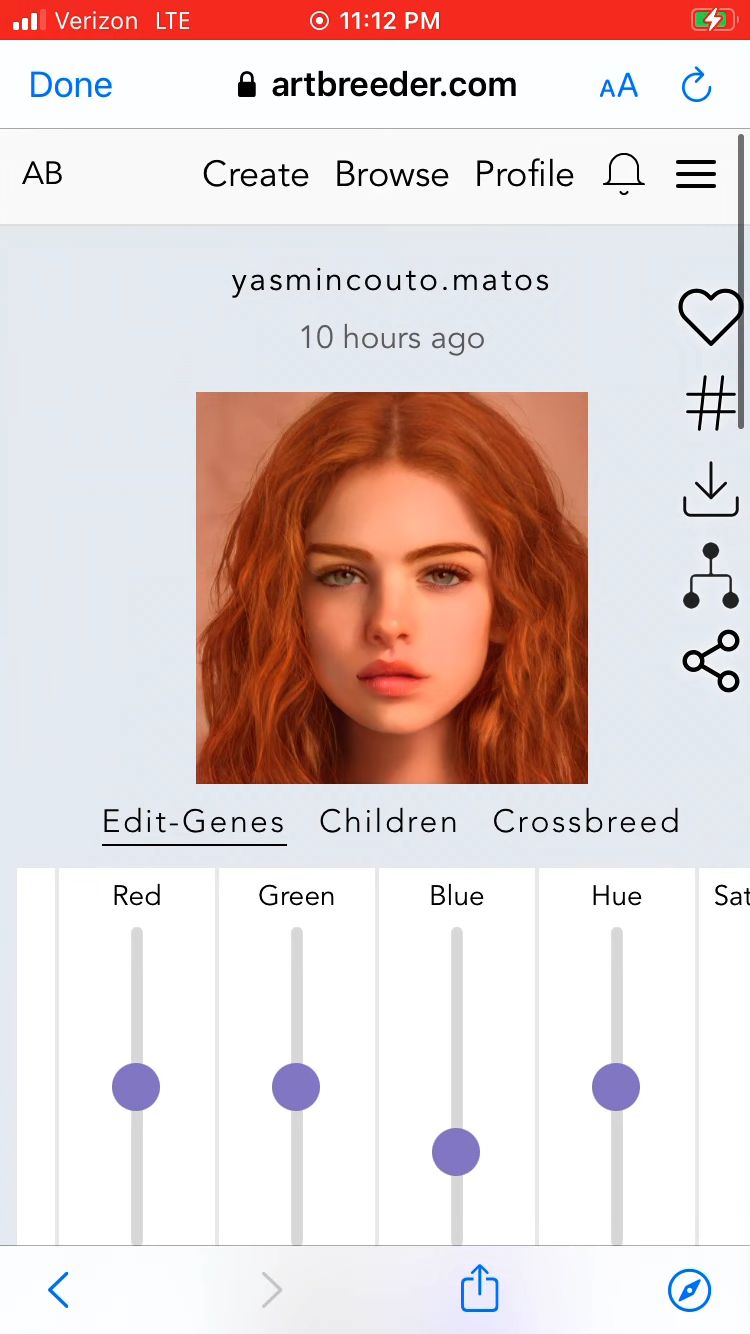 Verizon LTE 11:12 PM
Done artbreeder.com AA
AB Create Browse Profile
yasmincouto.matos
10 hours ago
Edit-Genes Children Crossbreed
Red Green Blue Hue Sat